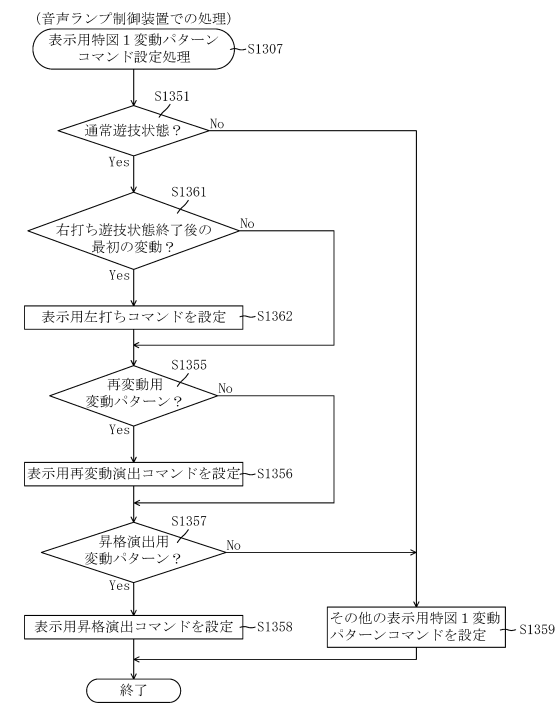 (音声ランプ制御装置での処理)
表示用特図１変動パターン
コマンド設定処理
S1307
S1351
通常遊技状態？
No
Yes
S1361
右打ち遊技状態終了後の
最初の変動？
No
Yes
表示用左打ちコマンドを設定
S1362
S1355
再変動用
変動パターン？
No
Yes
表示用再変動演出コマンドを設定
S1356
S1357
昇格演出用
変動パターン？
No
Yes
表示用昇格演出コマンドを設定
S1358
その他の表示用特図１変動
パターンコマンドを設定
S1359
終了